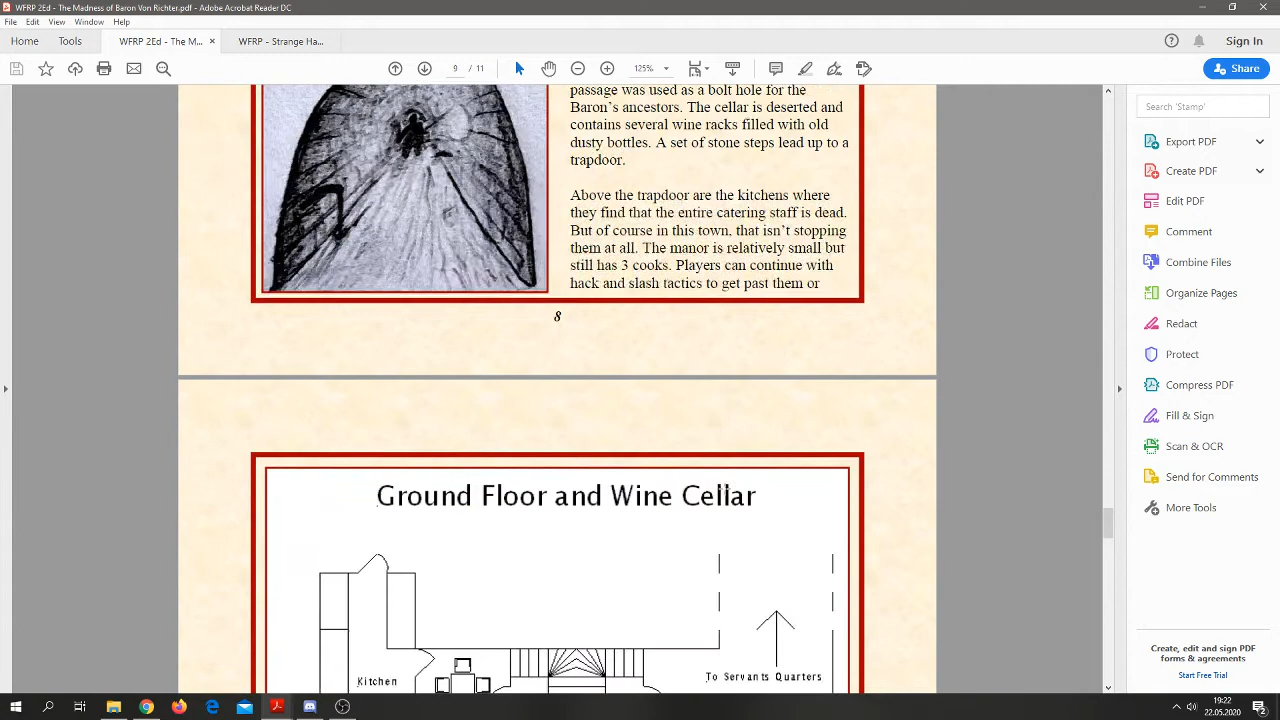 WFRP 2Ed - The Madness of Baron Von Richter.pdf - Adobe Acrobat Reader DC
File Edit View Window Help
Home Tools WFRP 2Ed - The M... WFRP - Strange Ha...
Sign In
9 / 11 125%
Share
passage was used as a bolt hole for the
Baron's ancestors. The cellar is deserted and
contains several wine racks filled with old
dusty bottles. A set of stone steps lead up to a
trapdoor.
Above the trapdoor are the kitchens where
they find that the entire catering staff is dead.
But of course in this town, that isn't stopping
them at all. The manor is relatively small but
still has 3 cooks. Players can continue with
hack and slash tactics to get past them or
8
Ground Floor and Wine Cellar
Kitchen
To Servants Quarters
Search 'Stamp'
Export PDF
Create PDF
Edit PDF
Comment
Combine Files
Organize Pages
Redact
Protect
Compress PDF
Fill & Sign
Scan & OCR
Send for Comments
More Tools
Create, edit and sign PDF
forms & agreements
Start Free Trial
19:22
22.05.2020
2